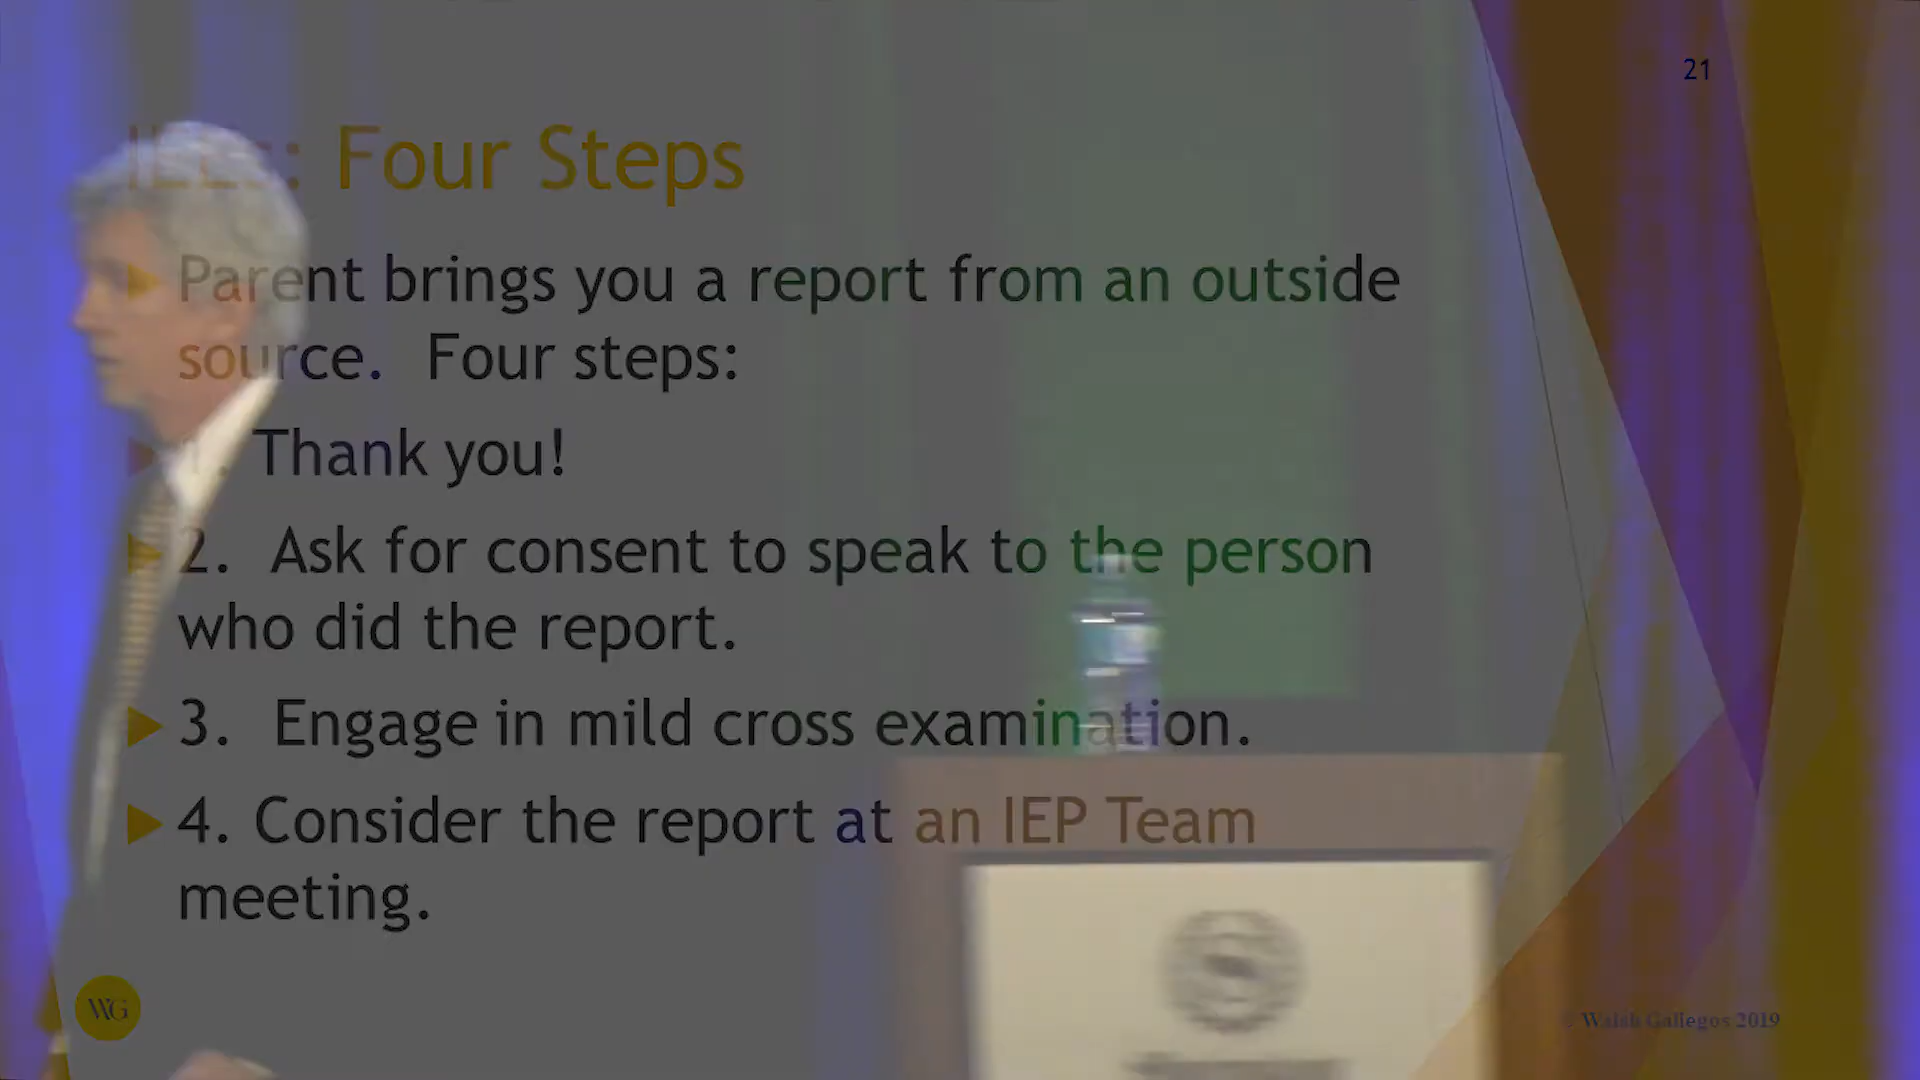 21
IEEs: Four Steps
Parent brings you a report from an outside
source. Four steps:
1. Thank you!
2. Ask for consent to speak to the person
who did the report.
3. Engage in mild cross examination.
4. Consider the report at an IEP Team
meeting.
WG
© Walsh Gallegos 2019